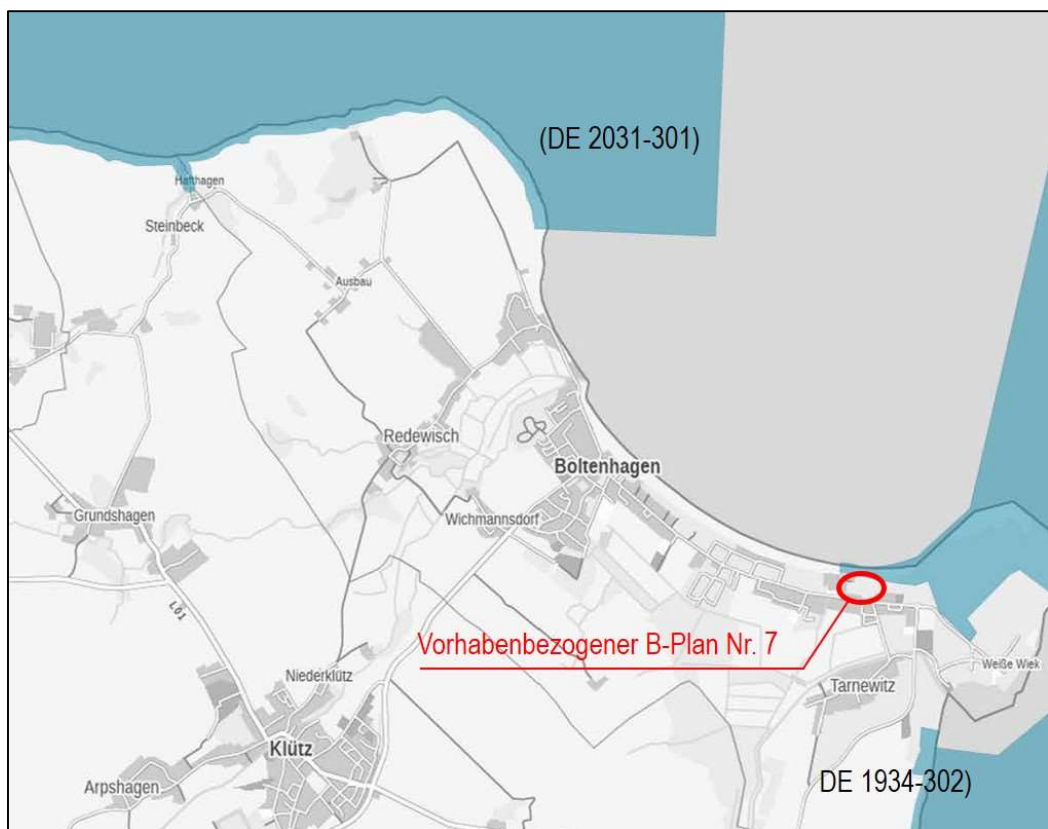 (DE 2031-301)
Hafthagen
Steinbeck
Ausbau
Redewisch
Boltenhagen
Grundshagen
Wichmannsdorf
L01
Vorhabenbezogener B-Plan Nr. 7
Weiße Wiek
Niederklütz
Tarnewitz
Klütz
Arpshagen
DE 1934-302)